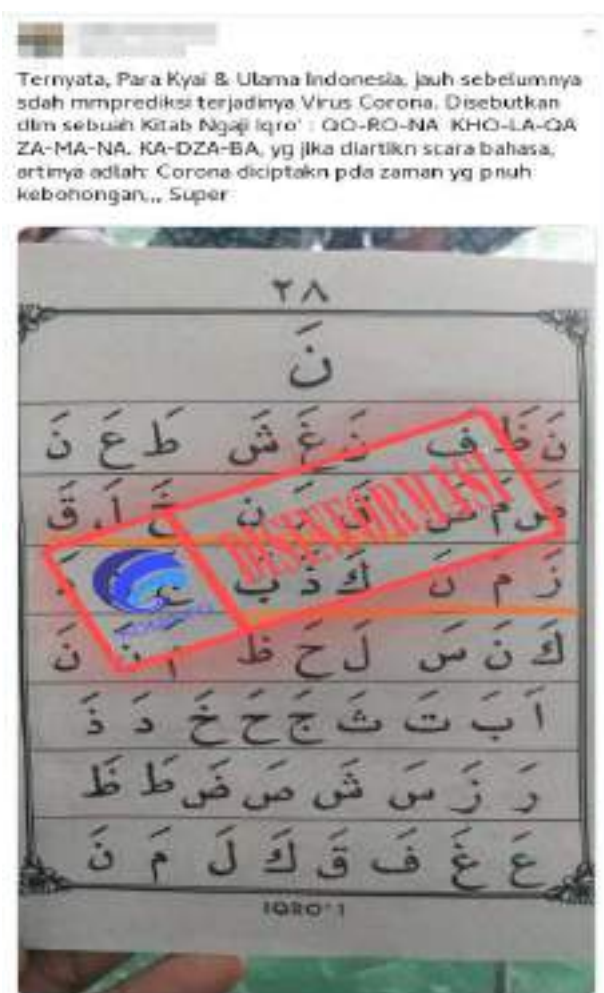 Ternyata, Para Kyai & Ulama Indonesia, jauh sebelumnya
sdah mmprediksi terjadinya Virus Corona. Disebutkan
dlm sebuah Kitab Ngaji Iqro' : QO-RO-NA KHO-LA-QA
ZA-MA-NA. KA-DZA-BA, yg jika diartikn scara bahasa,
artinya adlah: Corona diciptakn pda zaman yg pnuh
kebohongan,,, Super
٢٨
نَ
نَ ظَ فَ نَ غَ شَ طَ عَ نَ
خَ لَ قَ
DISINFORMASI
زَ مَ نَ كَ ذَ بَ
كَ نَ سَ لَ حَ ظَ
اَ بَ تَ ثَ جَ حَ خَ دَ ذَ
رَ زَ سَ شَ صَ ضَ طَ ظَ
عَ غَ فَ قَ كَ لَ مَ نَ
IQRO' 1